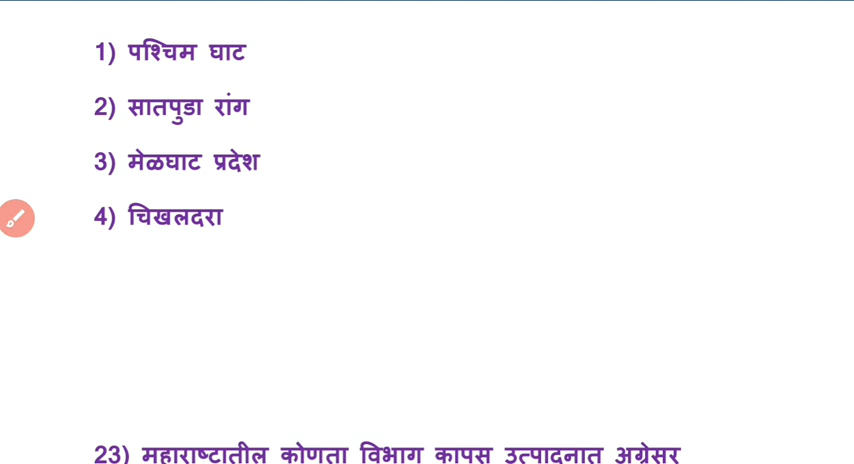 1) पश्चिम घाट
2) सातपुडा रांग
3) मेळघाट प्रदेश
4) चिखलदरा
23) महाराष्टातील कोणता विभाग कापस उत्पादनात अग्रेसर